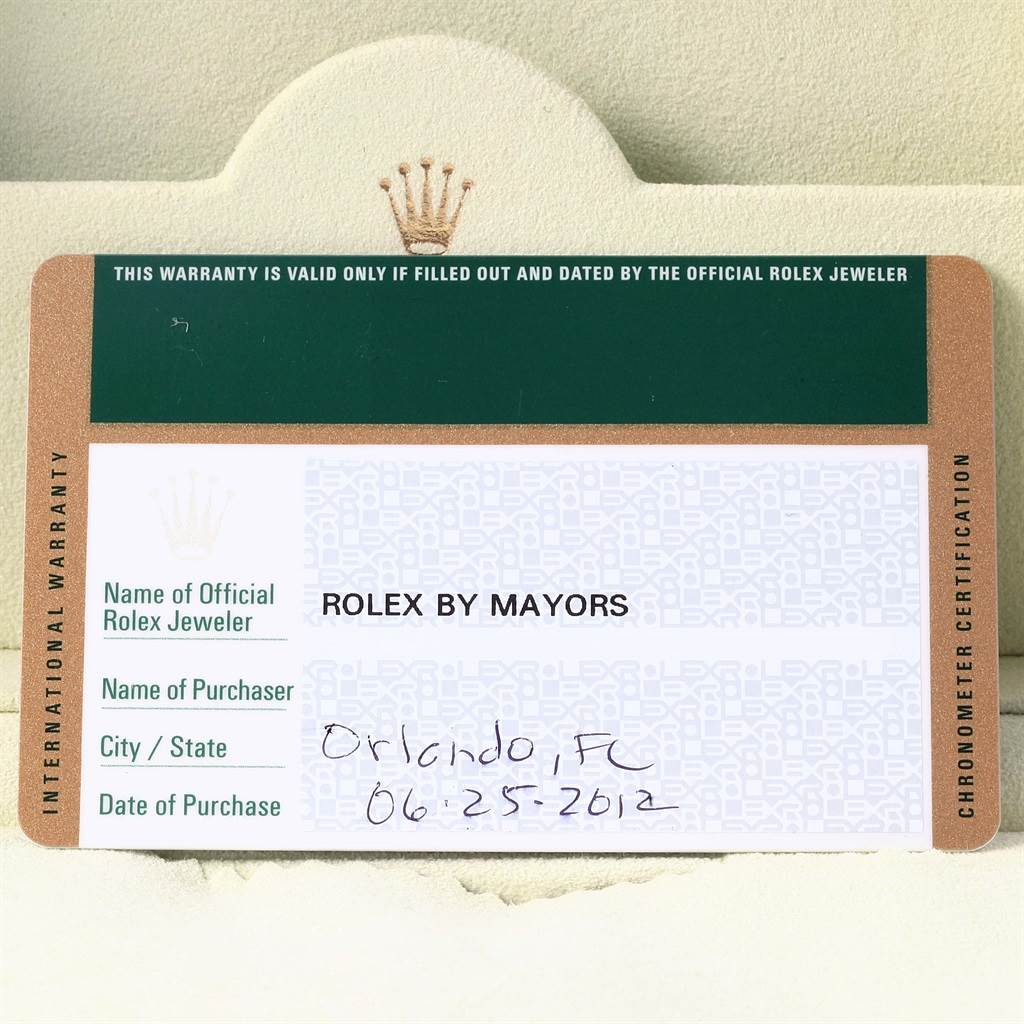 THIS WARRANTY IS VALID ONLY IF FILLED OUT AND DATED BY THE OFFICIAL ROLEX JEWELER
INTERNATIONAL WARRANTY
Name of Official
Rolex Jeweler
ROLEX BY MAYORS
Name of Purchaser
City / State
Orlando, FL
Date of Purchase
06-25-2012
CHRONOMETER CERTIFICATION